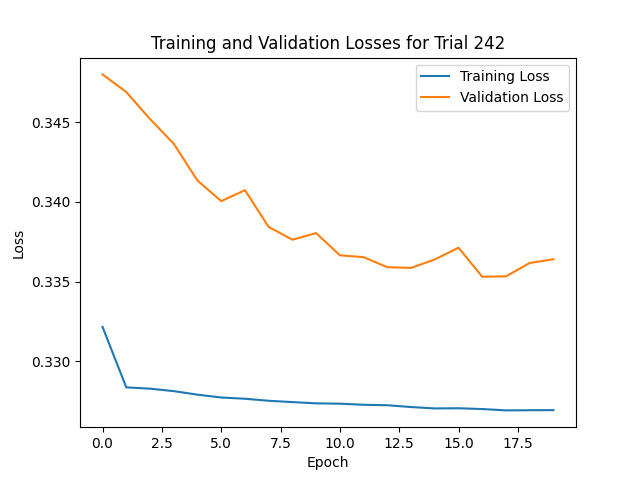 Training and Validation Losses for Trial 242
Training Loss
Validation Loss
0.345
0.340
0.335
0.330
Loss
0.0 2.5 5.0 7.5 10.0 12.5 15.0 17.5
Epoch